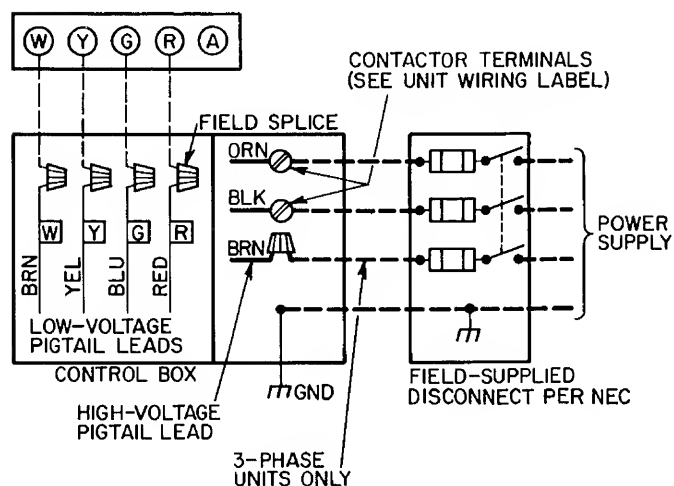 W Y G R A
CONTACTOR TERMINALS
(SEE UNIT WIRING LABEL)
FIELD SPLICE
ORN
BLK
BRN
POWER
SUPPLY
W Y G R
BRN
YEL
BLU
RED
LOW-VOLTAGE
PIGTAIL LEADS
CONTROL BOX
GND
FIELD-SUPPLIED
DISCONNECT PER NEC
HIGH-VOLTAGE
PIGTAIL LEAD
3-PHASE
UNITS ONLY